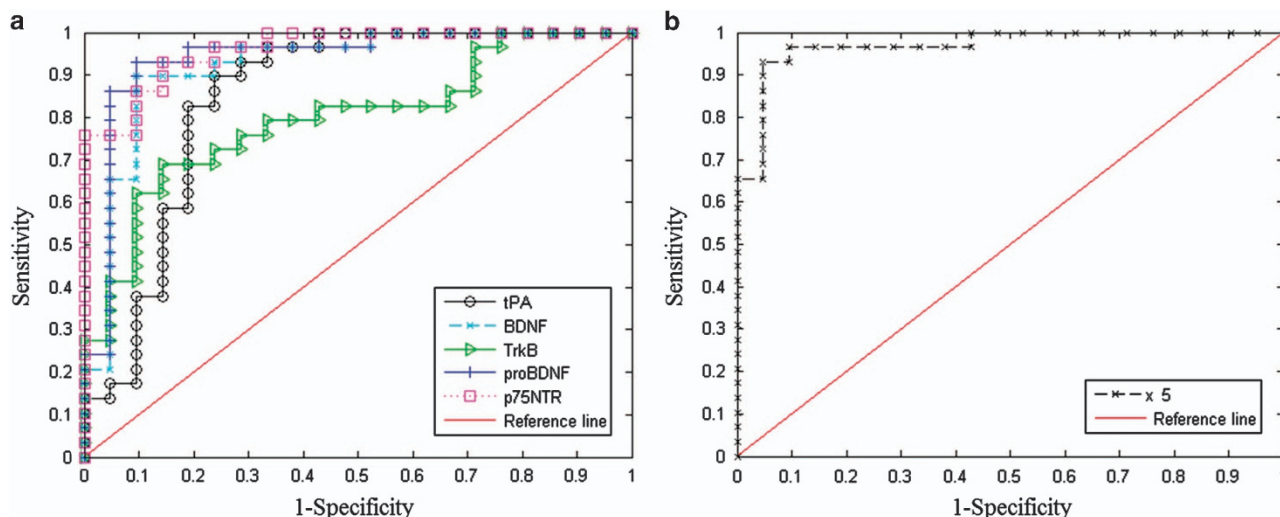 a
1
0.9
0.8
0.7
0.6
0.5
0.4
0.3
0.2
0.1
0
Sensitivity
0.1 0.2 0.3 0.4 0.5 0.6 0.7 0.8 0.9 1
1-Specificity
tPA
BDNF
TrkB
proBDNF
p75NTR
Reference line
b
1
0.9
0.8
0.7
0.6
0.5
0.4
0.3
0.2
0.1
0
Sensitivity
0 0.1 0.2 0.3 0.4 0.5 0.6 0.7 0.8 0.9
1-Specificity
5
Reference line